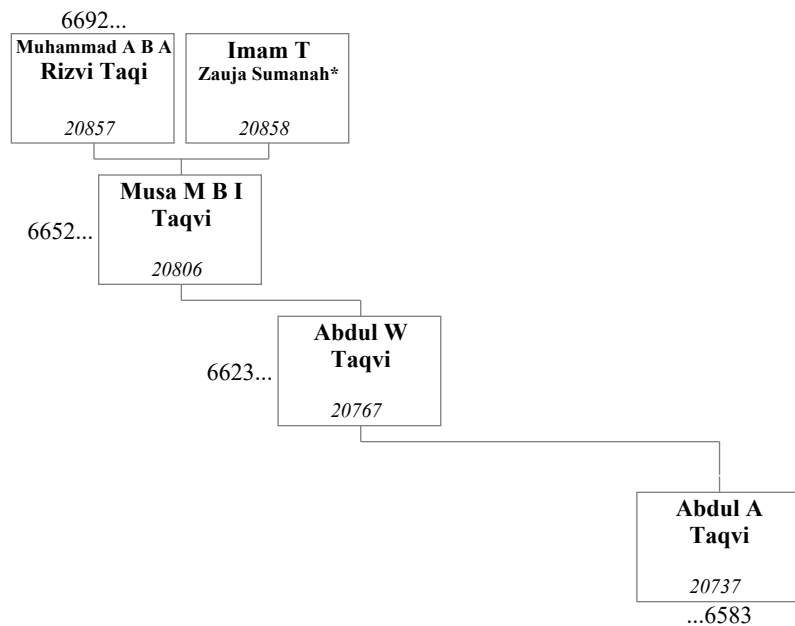 6692...
Muhammad A B A
Rizvi Taqi
20857
Imam T
Zauja Sumanah*
20858
Musa M B I
Taqvi
6652...
20806
Abdul W
Taqvi
6623...
20767
Abdul A
Taqvi
20737
...6583